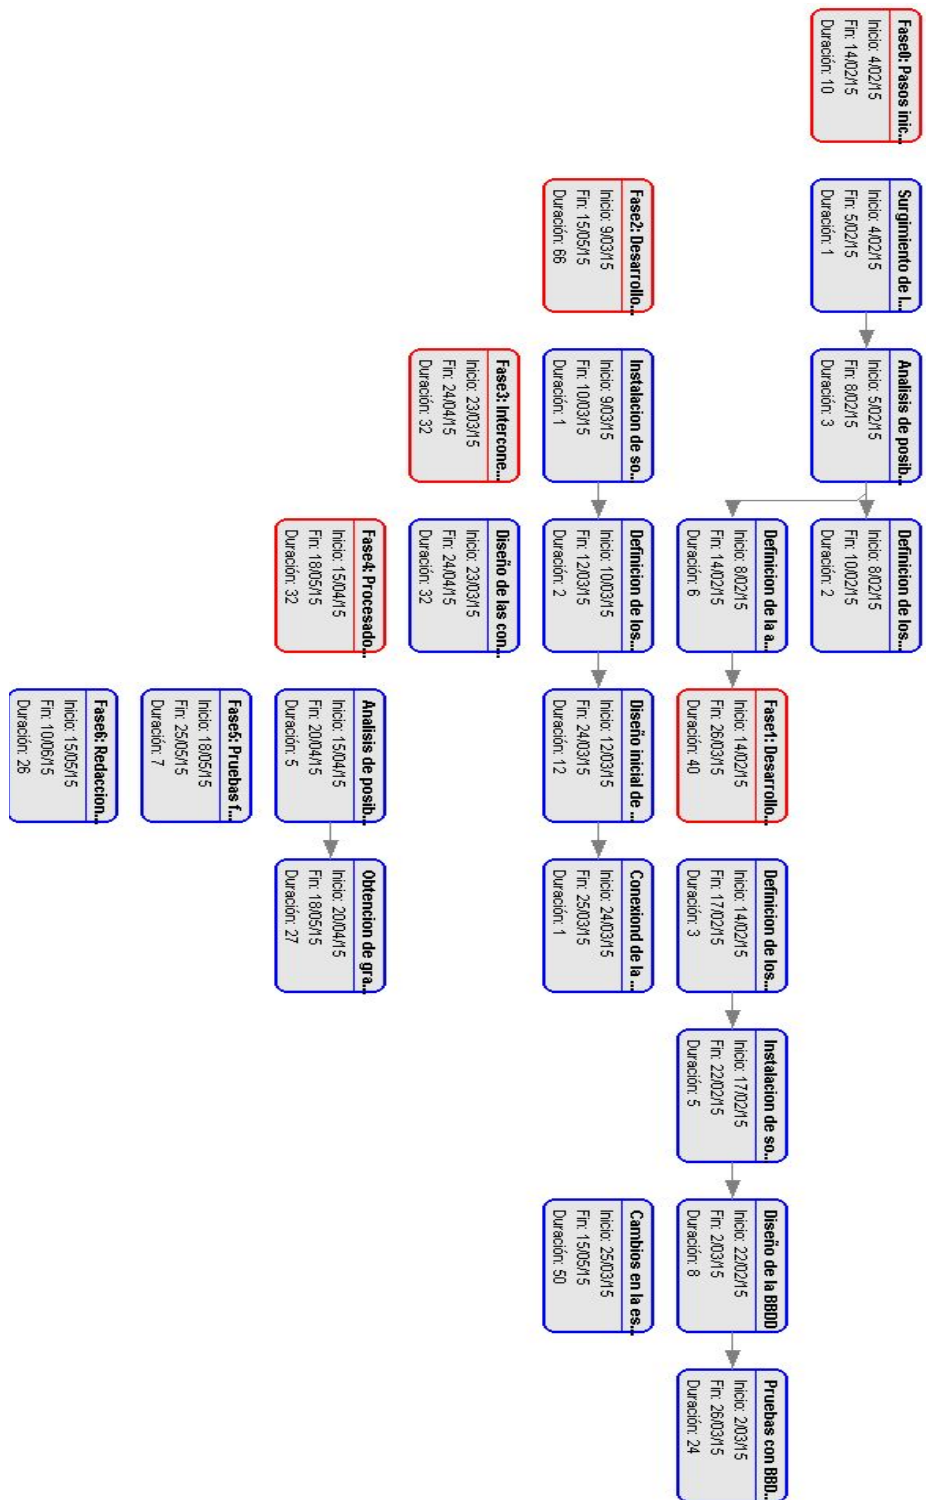 Fase0: Pasos inic...
Inicio: 4/02/15
Fin: 14/02/15
Duración: 10
Surgimiento de l...
Inicio: 4/02/15
Fin: 5/02/15
Duración: 1
Analisis de posib...
Inicio: 5/02/15
Fin: 8/02/15
Duración: 3
Definicion de los...
Inicio: 8/02/15
Fin: 10/02/15
Duración: 2
Definicion de la a...
Inicio: 8/02/15
Fin: 14/02/15
Duración: 6
Fase1: Desarrollo...
Inicio: 14/02/15
Fin: 26/03/15
Duración: 40
Definicion de los...
Inicio: 14/02/15
Fin: 17/02/15
Duración: 3
Instalacion de so...
Inicio: 17/02/15
Fin: 22/02/15
Duración: 5
Diseño de la BBDD
Inicio: 22/02/15
Fin: 2/03/15
Duración: 8
Pruebas con BBD...
Inicio: 2/03/15
Fin: 26/03/15
Duración: 24
Fase2: Desarrollo...
Inicio: 9/03/15
Fin: 15/05/15
Duración: 66
Instalacion de so...
Inicio: 9/03/15
Fin: 10/03/15
Duración: 1
Definicion de los...
Inicio: 10/03/15
Fin: 12/03/15
Duración: 2
Diseño inicial de ...
Inicio: 12/03/15
Fin: 24/03/15
Duración: 12
Conexiond de la ...
Inicio: 24/03/15
Fin: 25/03/15
Duración: 1
Cambios en la es...
Inicio: 25/03/15
Fin: 15/05/15
Duración: 50
Fase3: Intercone...
Inicio: 23/03/15
Fin: 24/04/15
Duración: 32
Diseño de las con...
Inicio: 23/03/15
Fin: 24/04/15
Duración: 32
Fase4: Procesado...
Inicio: 15/04/15
Fin: 18/05/15
Duración: 32
Analisis de posib...
Inicio: 15/04/15
Fin: 20/04/15
Duración: 5
Obtencion de gra...
Inicio: 20/04/15
Fin: 18/05/15
Duración: 27
Fase5: Pruebas f...
Inicio: 18/05/15
Fin: 25/05/15
Duración: 7
Fase6: Redaccion...
Inicio: 15/05/15
Fin: 10/06/15
Duración: 26